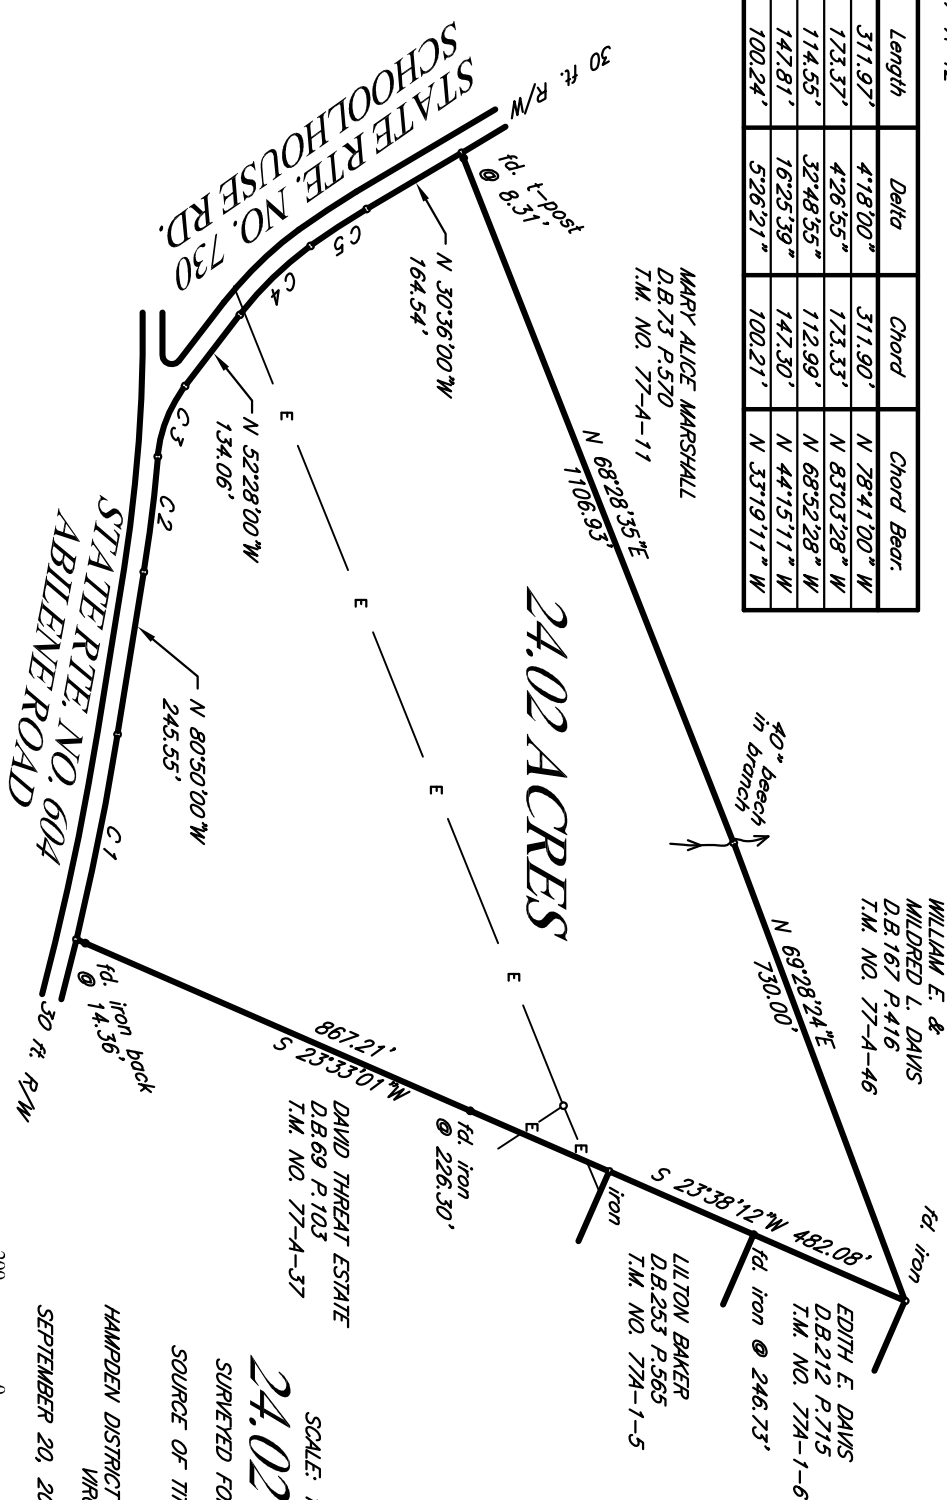 Length Delta Chord Chord Bear.
311.97' 4°18'00" 311.90' N 78°41'00" W
173.37' 4°26'55" 173.33' N 83°03'28" W
114.55' 32°48'55" 112.99' N 68°52'28" W
147.81' 16°25'39" 147.30' N 44°15'11" W
100.24' 5°26'21" 100.21' N 33°19'11" W
WILLIAM E. &
MILDRED L. DAVIS
D.B.167 P.416
T.M. NO. 77-A-46
fd. iron
40" beech
in branch
N 69°28'24"E
730.00'
MARY ALICE MARSHALL
D.B.73 P.570
T.M. NO. 77-A-11
N 68°28'35"E
1106.93'
30 ft. R/W
fd. t-post
@ 8.31'
N 30°36'00"W
164.54'
STATE RTE. NO. 730
SCHOOLHOUSE RD.
C5
C4
N 52°28'00"W
134.06'
C3
C2
24.02 ACRES
E
E
E
E
E
E
N 80°50'00"W
245.55'
C1
STATE RTE. NO. 604
ABILENE ROAD
30 ft. R/W
fd. iron back
@ 14.36'
867.21'
S 23°33'01"W
fd. iron
@ 226.30'
iron
S 23°38'12"W 482.08'
fd. iron @ 246.73'
EDITH E. DAVIS
D.B.212 P.715
T.M. NO. 77A-1-6
LILTON BAKER
D.B.253 P.565
T.M. NO. 77A-1-5
DAVID THREAT ESTATE
D.B.69 P.103
T.M. NO. 77-A-37
SCALE:
24.02
SURVEYED FO
SOURCE OF TI
HAMPDEN DISTRICT
VIR
SEPTEMBER 20, 20